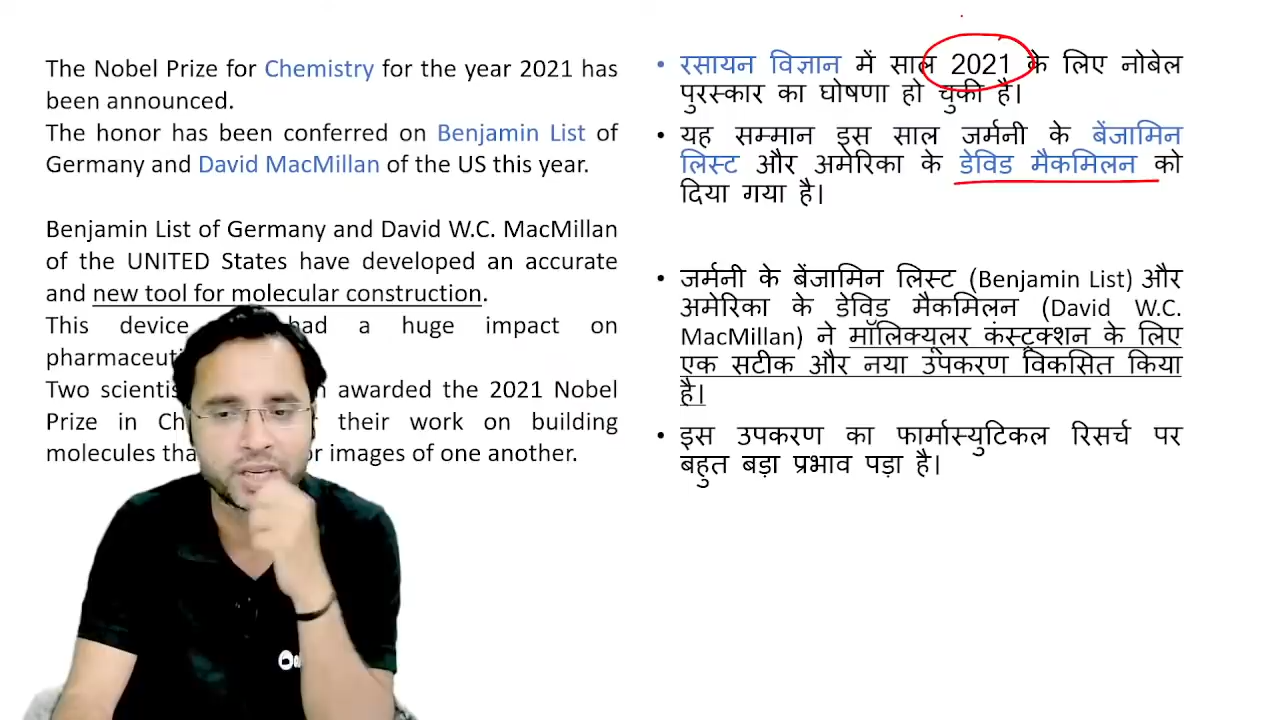 The Nobel Prize for Chemistry for the year 2021 has
been announced.
The honor has been conferred on Benjamin List of
Germany and David MacMillan of the US this year.
Benjamin List of Germany and David W.C. MacMillan
of the UNITED States have developed an accurate
and new tool for molecular construction.
This device had a huge impact on
Two awarded the 2021 Nobel
Prize in their work on building
molecules images of one another.
• रसायन विज्ञान में साल 2021 के लिए नोबेल
पुरस्कार का घोषणा हो चुकी है।
• यह सम्मान इस साल जर्मनी के बेंजामिन
लिस्ट और अमेरिका के डेविड मैकमिलन को
दिया गया है।
• जर्मनी के बेंजामिन लिस्ट (Benjamin List) और
अमेरिका के डेविड मैकमिलन (David W.C.
MacMillan) ने मॉलिक्यूलर कंस्ट्रक्शन के लिए
एक सटीक और नया उपकरण विकसित किया
है।
• इस उपकरण का फार्मास्युटिकल रिसर्च पर
बहुत बड़ा प्रभाव पड़ा है।